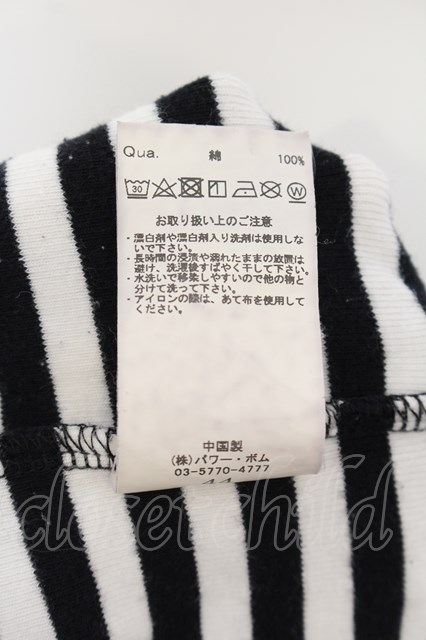 Qua. 綿 100%
30 W
お取り扱い上のご注意
・漂白剤や漂白剤入り洗剤は使用しな
いで下さい。
・長時間の浸漬や濡れたままの放置は
避け、洗濯後すばやく干して下さい。
・水洗いで移染しやすいので他の物と
分けて洗って下さい。
・アイロンの際は、あて布を使用して
ください。
中国製
(株)パワー・ボム
03-5770-4777
closet child